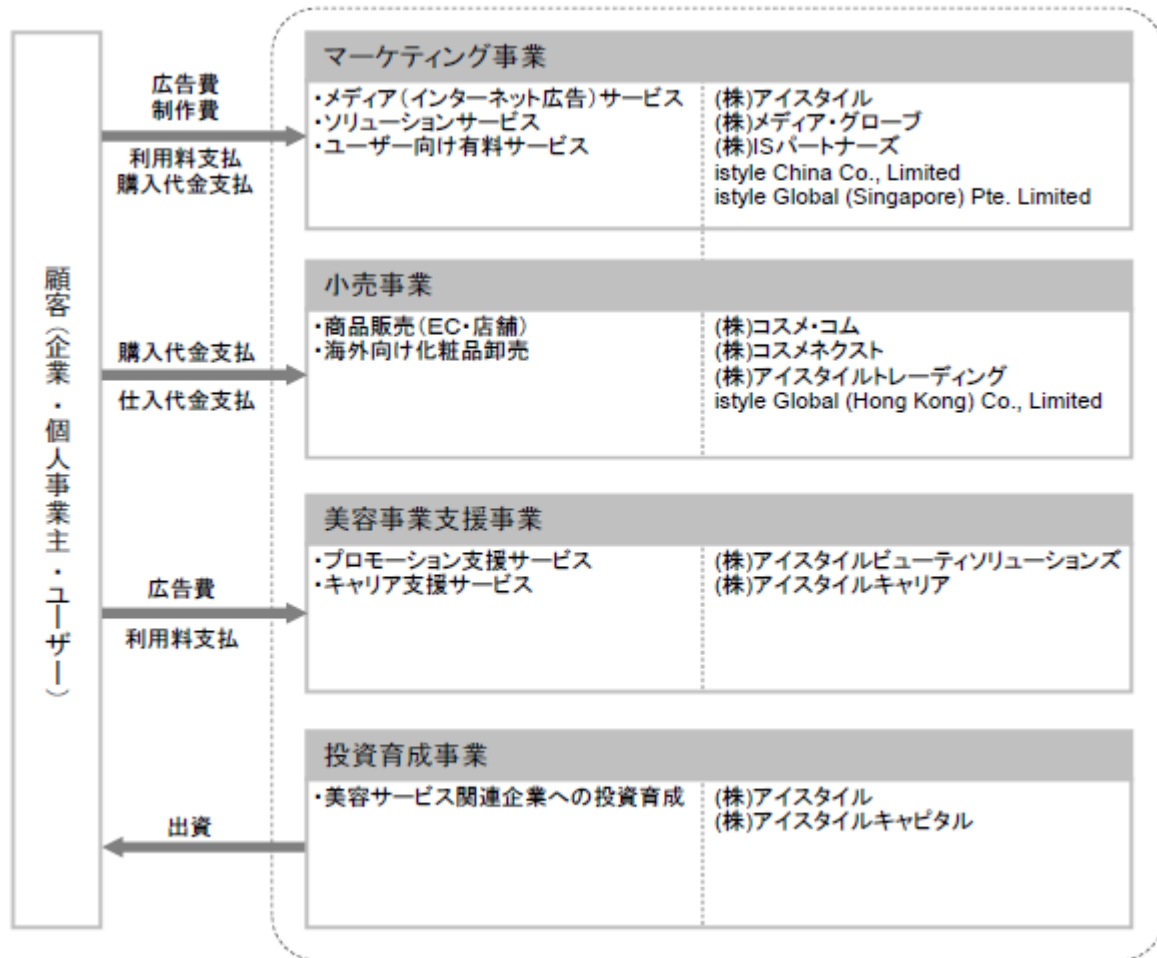 顧客（企業・個人事業主・ユーザー）
広告費
制作費
利用料支払
購入代金支払
マーケティング事業
・メディア（インターネット広告）サービス
・ソリューションサービス
・ユーザー向け有料サービス
(株)アイスタイル
(株)メディア・グローブ
(株)ISパートナーズ
istyle China Co., Limited
istyle Global (Singapore) Pte. Limited
購入代金支払
仕入代金支払
小売事業
・商品販売（EC・店舗）
・海外向け化粧品卸売
(株)コスメ・コム
(株)コスメネクスト
(株)アイスタイルトレーディング
istyle Global (Hong Kong) Co., Limited
広告費
利用料支払
美容事業支援事業
・プロモーション支援サービス
・キャリア支援サービス
(株)アイスタイルビューティソリューションズ
(株)アイスタイルキャリア
出資
投資育成事業
・美容サービス関連企業への投資育成
(株)アイスタイル
(株)アイスタイルキャピタル